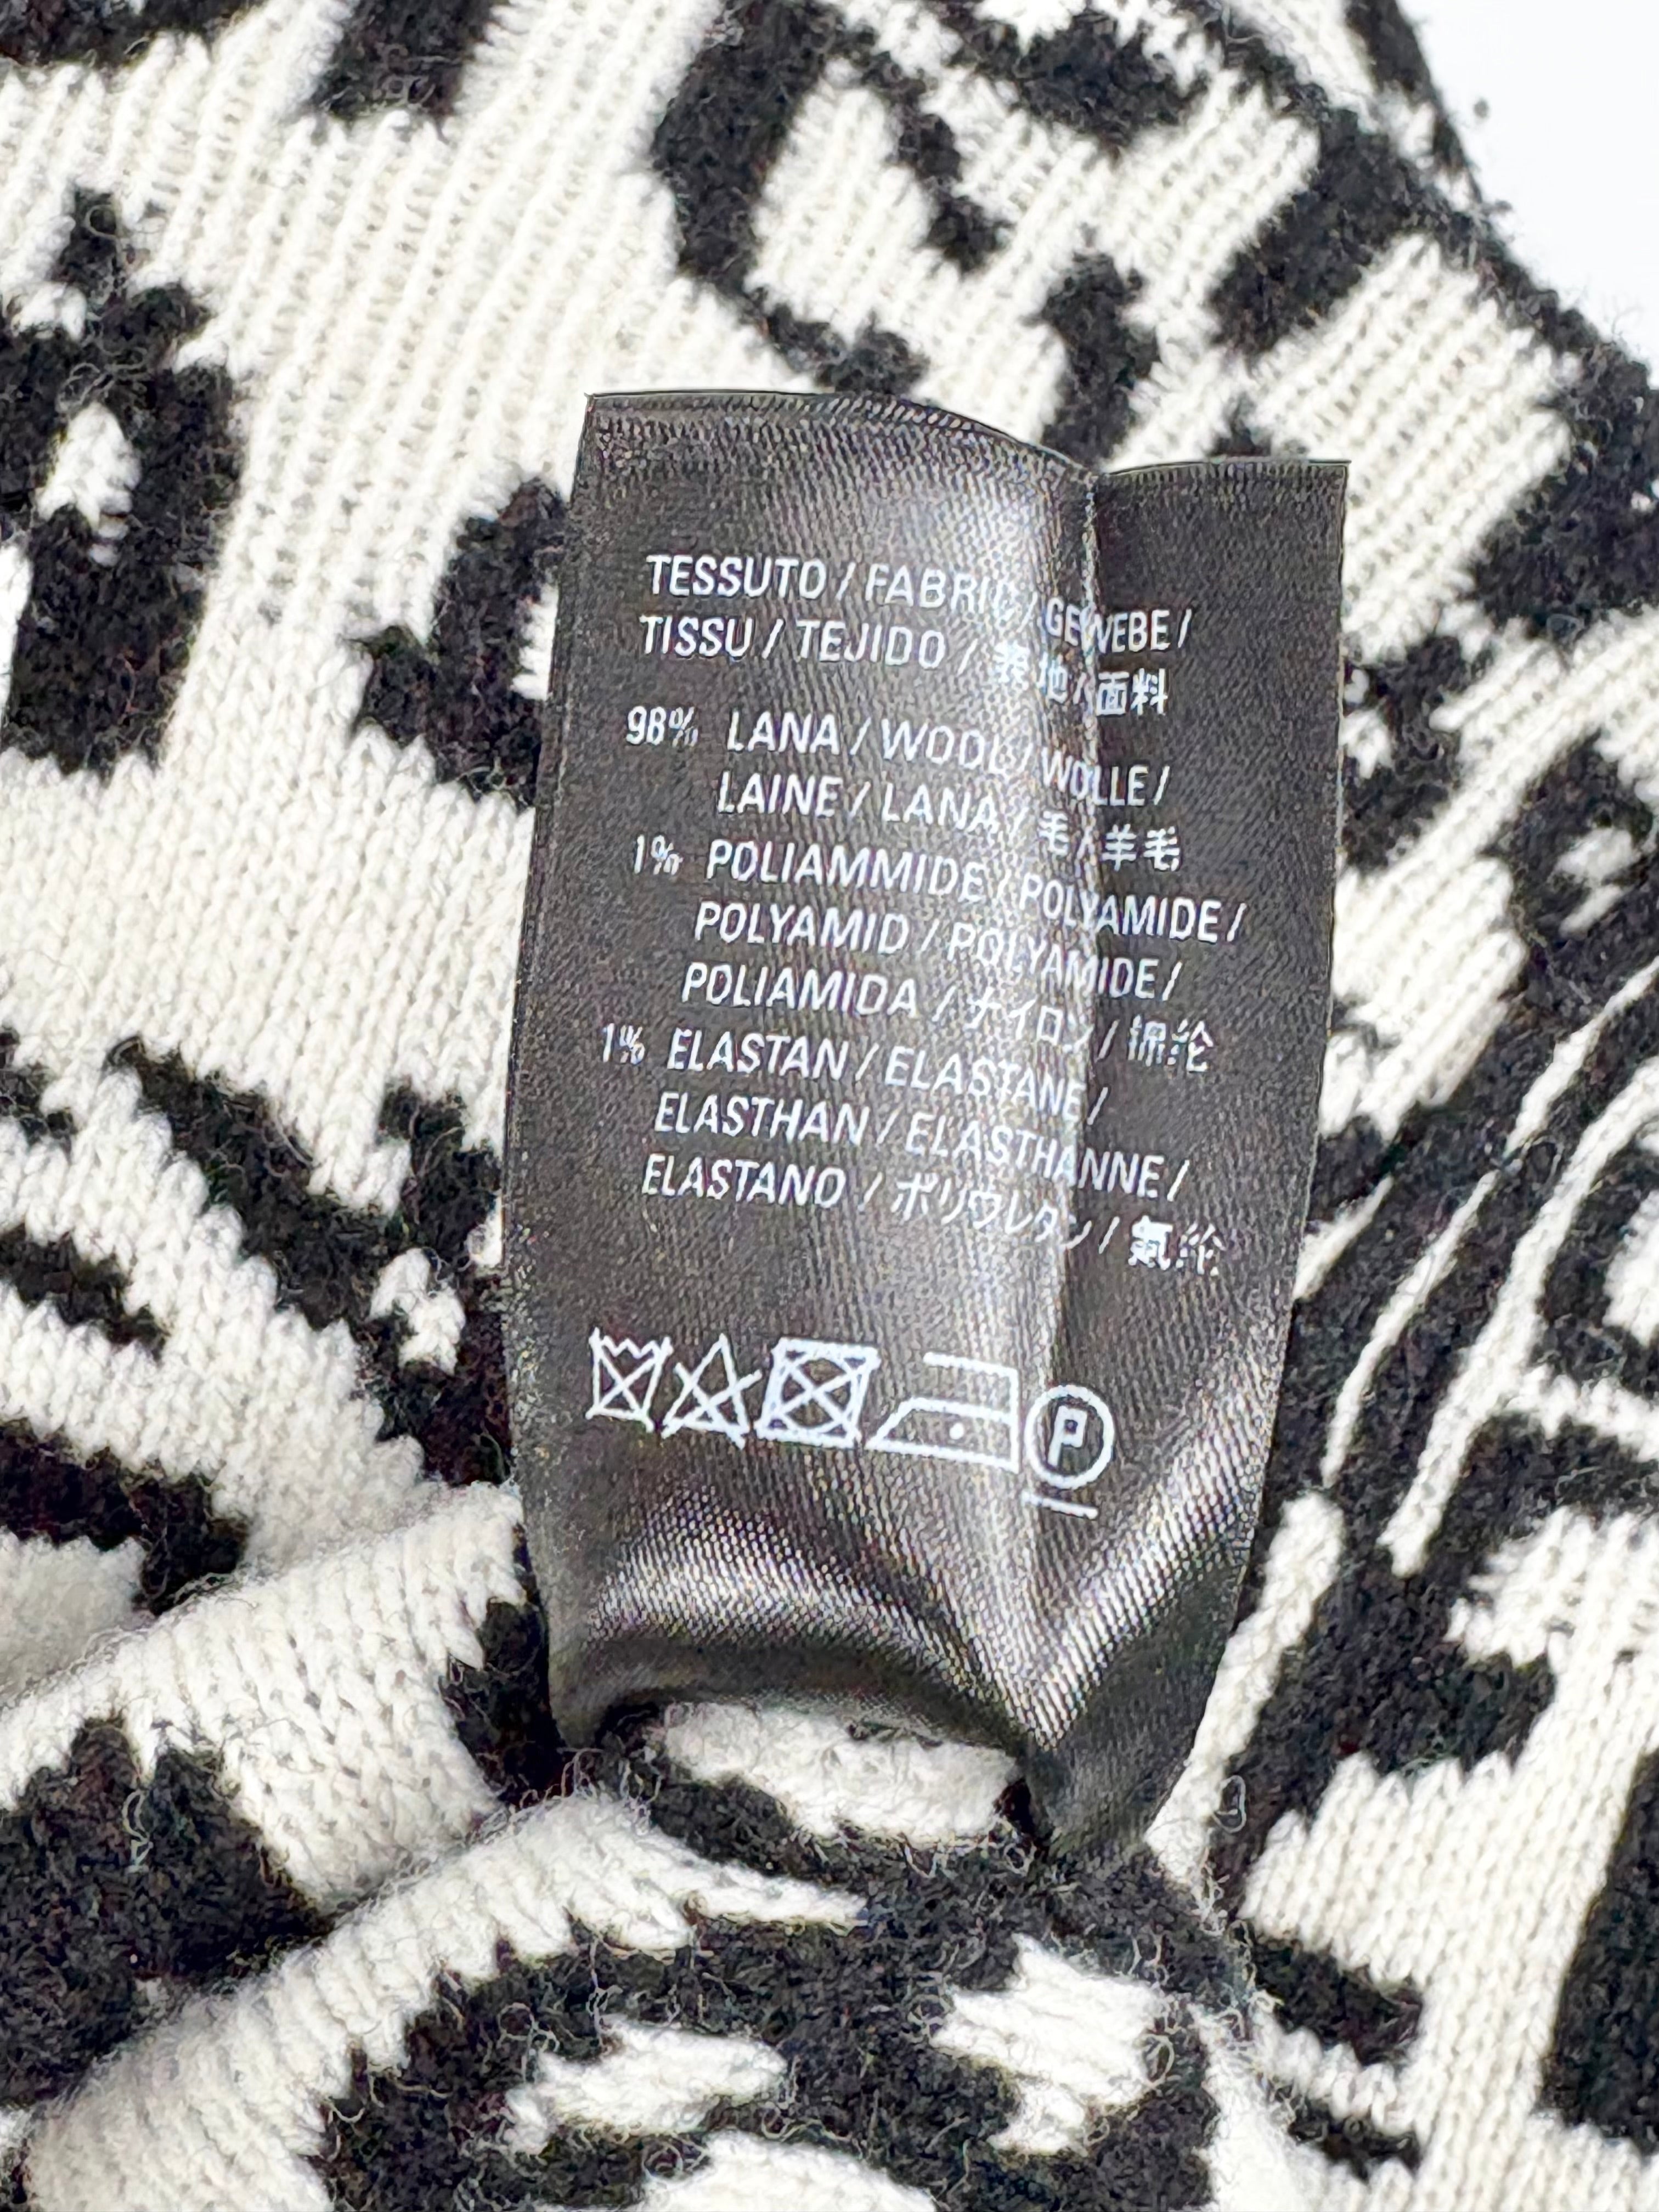 TESSUTO / FABRIC / GEWEBE /
TISSU / TEJIDO / 表地 / 面料
98% LANA / WOOL / WOLLE /
LAINE / LANA / 毛 / 羊毛
1% POLIAMMIDE / POLYAMIDE /
POLYAMID / POLYAMIDE /
POLIAMIDA / ナイロン / 锦纶
1% ELASTAN / ELASTANE /
ELASTHAN / ELASTHANNE /
ELASTANO / ポリウレタン / 氨纶
P